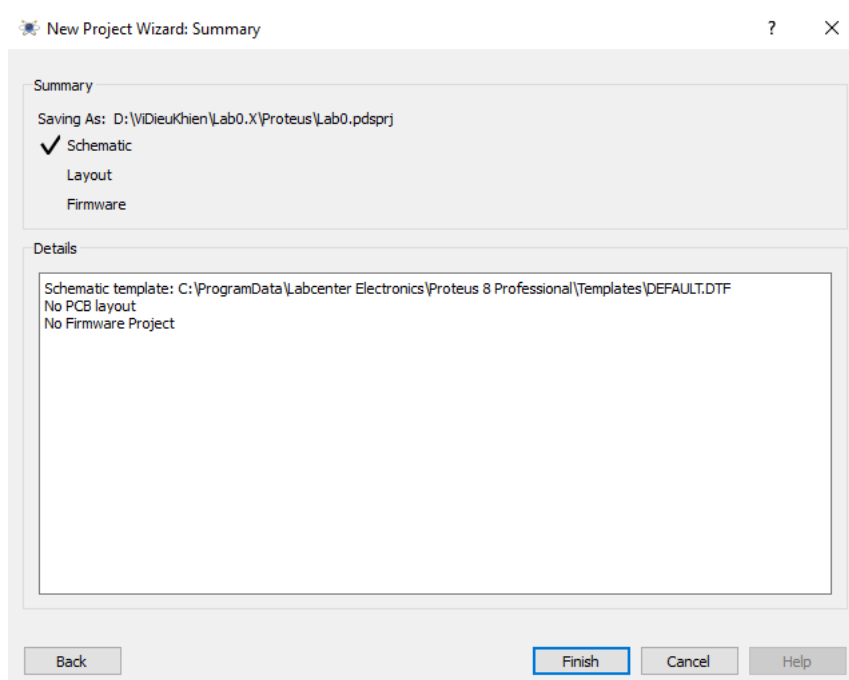 New Project Wizard: Summary
Summary
Saving As: D:\ViDieuKhien\Lab0.X\Proteus\Lab0.pdsprj
Schematic
Layout
Firmware
Details
Schematic template: C:\ProgramData\Labcenter Electronics\Proteus 8 Professional\Templates\DEFAULT.DTF
No PCB layout
No Firmware Project
Back Finish Cancel Help